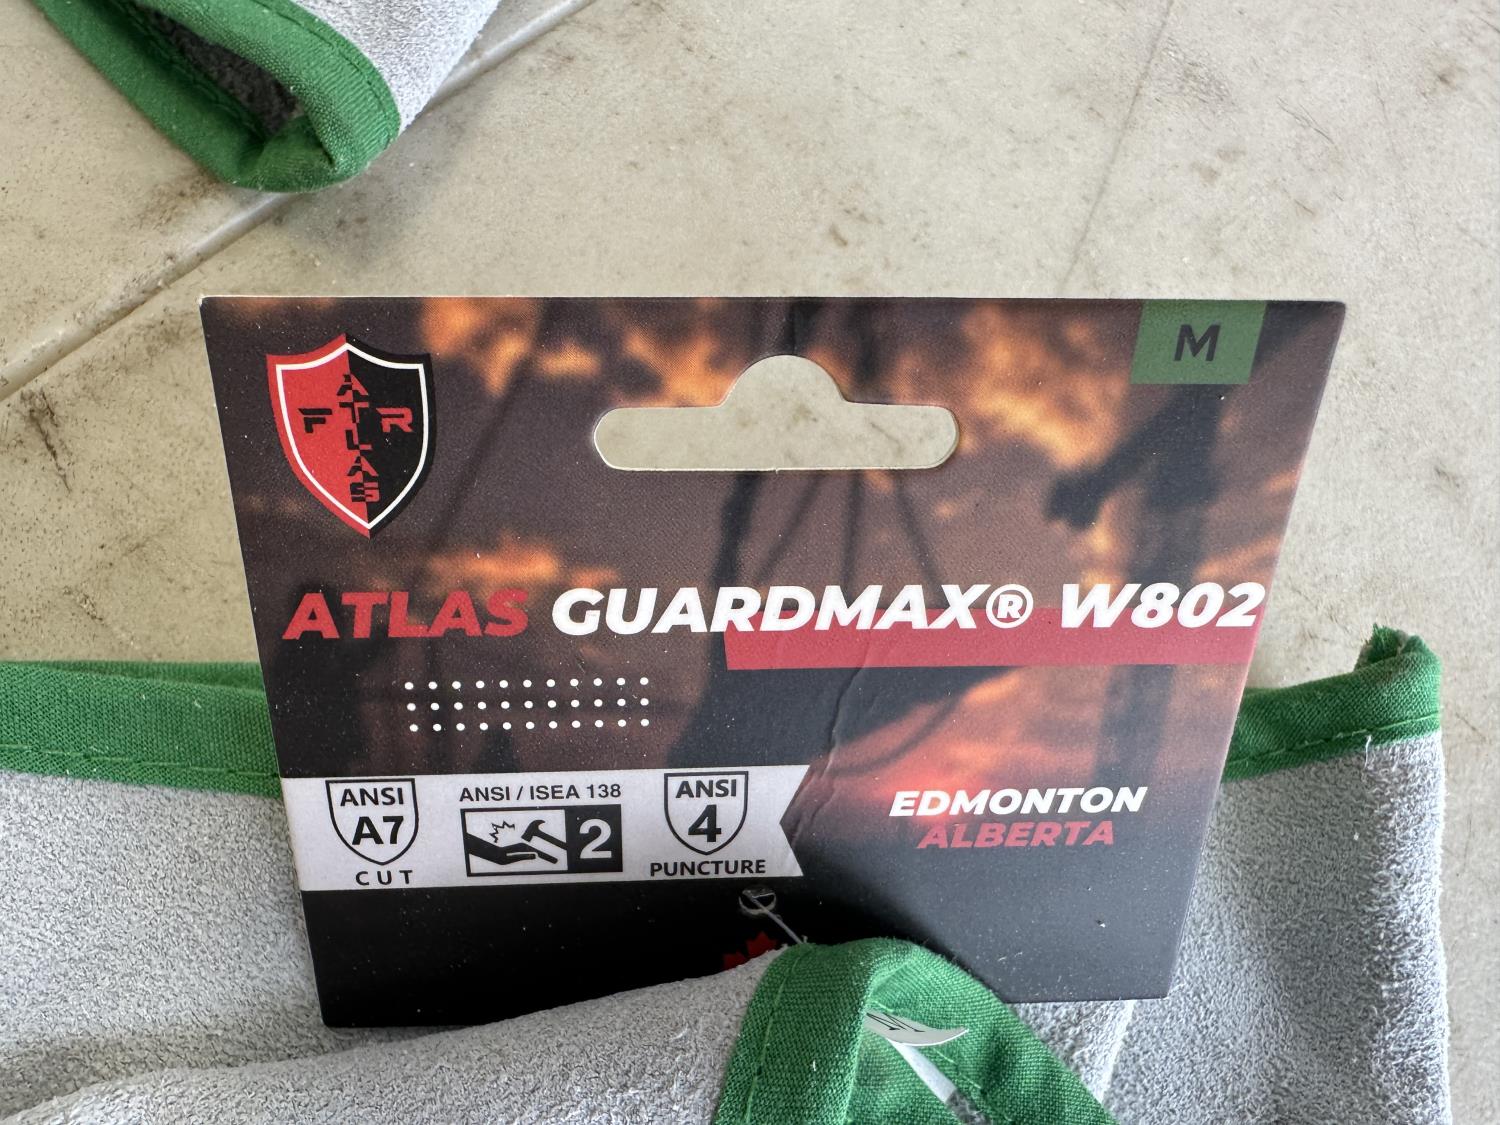 M
F R
ATLAS
ATLAS GUARDMAX® W802
ANSI
A7
CUT
ANSI / ISEA 138
2
ANSI
4
PUNCTURE
EDMONTON
ALBERTA